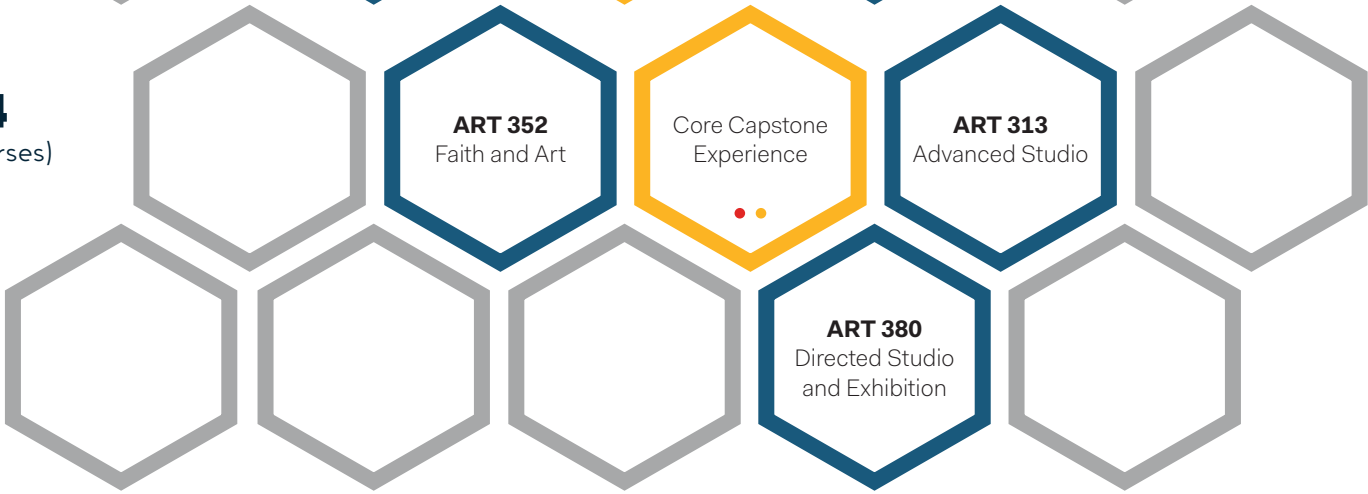 4
rses)
ART 352
Faith and Art
Core Capstone
Experience
ART 313
Advanced Studio
ART 380
Directed Studio
and Exhibition